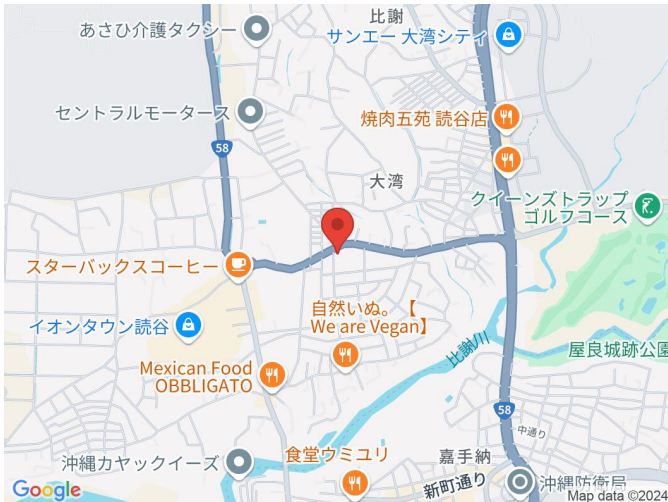 比謝
あさひ介護タクシー
サンエー 大湾シティ
セントラルモータース
焼肉五苑 読谷店
58
大湾
クイーンズトラップ
ゴルフコース
スターバックスコーヒー
自然いぬ。【
We are Vegan】
イオンタウン読谷
比謝川
屋良城跡公園
Mexican Food
OBBLIGATO
58
中通り
食堂ウミユリ
嘉手納
沖縄カヤックイーズ
新町通り
沖縄防衛局
Google
Map data ©2024